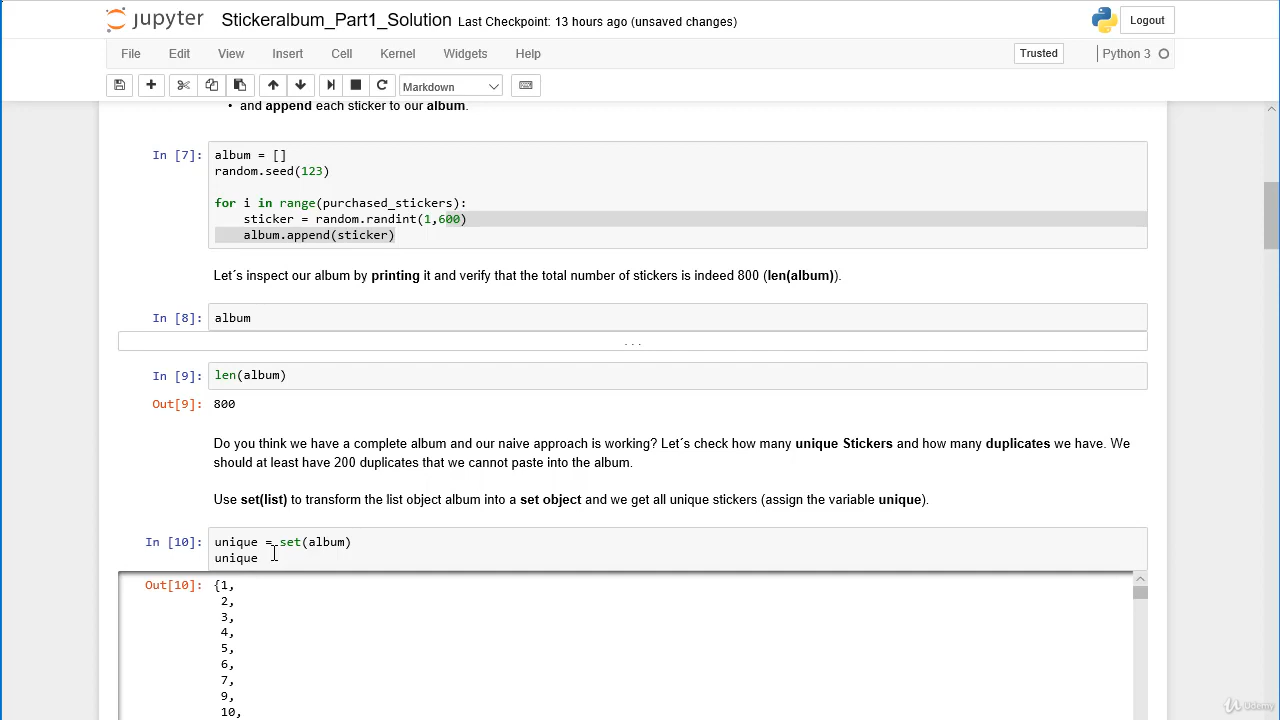 jupyter Stickeralbum_Part1_Solution Last Checkpoint: 13 hours ago (unsaved changes) Logout
File Edit View Insert Cell Kernel Widgets Help Trusted Python 3
Markdown
• and append each sticker to our album.
In [7]: album = []
random.seed(123)
for i in range(purchased_stickers):
    sticker = random.randint(1,600)
    album.append(sticker)
Let´s inspect our album by printing it and verify that the total number of stickers is indeed 800 (len(album)).
In [8]: album
...
In [9]: len(album)
Out[9]: 800
Do you think we have a complete album and our naive approach is working? Let´s check how many unique Stickers and how many duplicates we have. We
should at least have 200 duplicates that we cannot paste into the album.
Use set(list) to transform the list object album into a set object and we get all unique stickers (assign the variable unique).
In [10]: unique = set(album)
unique
Out[10]: {1,
2,
3,
4,
5,
6,
7,
9,
10,
Udemy